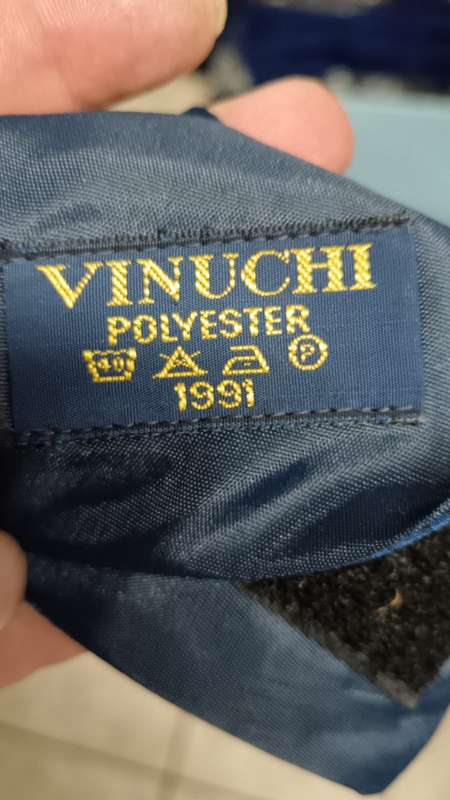 VINUCHI
POLYESTER
40 P
1991